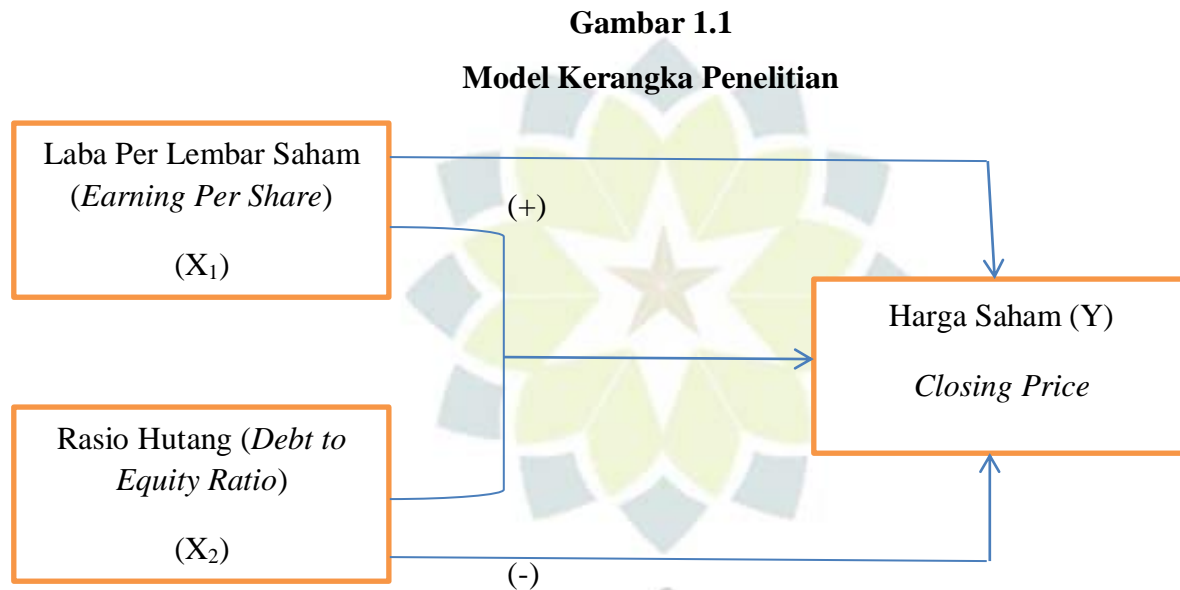 Gambar 1.1
Model Kerangka Penelitian
Laba Per Lembar Saham
(Earning Per Share)
(X₁)
(+)
Harga Saham (Y)
Closing Price
Rasio Hutang (Debt to
Equity Ratio)
(X₂)
(-)